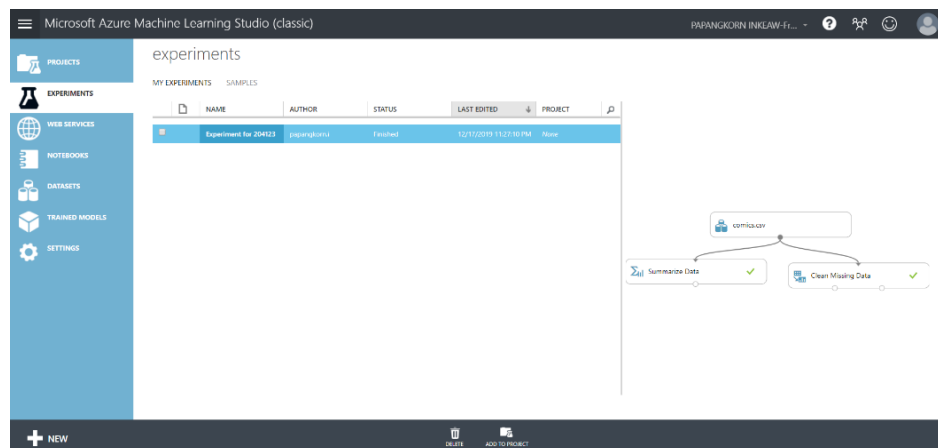 Microsoft Azure Machine Learning Studio (classic)
PAPANGKORN INKEAW-Fr...
PROJECTS
EXPERIMENTS
WEB SERVICES
NOTEBOOKS
DATASETS
TRAINED MODELS
SETTINGS
experiments
MY EXPERIMENTS SAMPLES
NAME AUTHOR STATUS LAST EDITED PROJECT
Experiment for 204123 papangkorn.i Finished 12/17/2019 11:27:10 PM None
comics.csv
Summarize Data
Clean Missing Data
NEW
DELETE ADD TO PROJECT